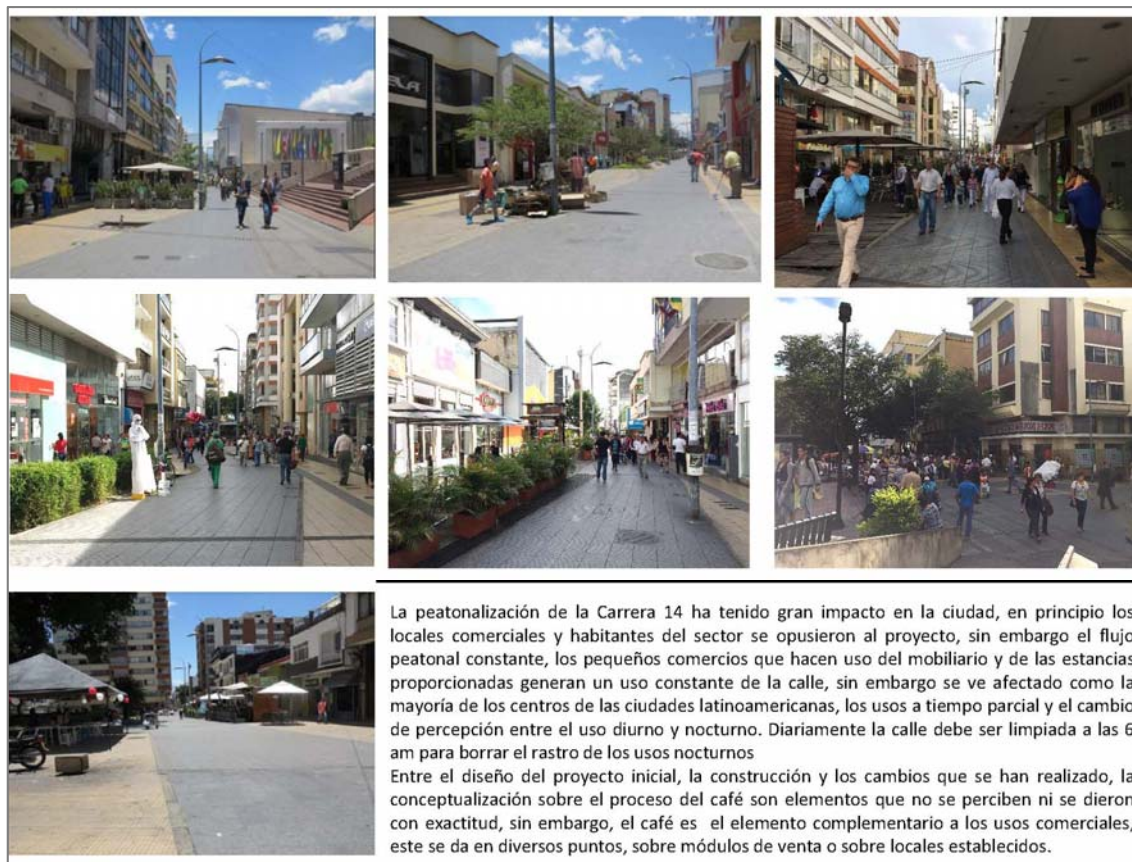 La peatonalización de la Carrera 14 ha tenido gran impacto en la ciudad, en principio los
locales comerciales y habitantes del sector se opusieron al proyecto, sin embargo el flujo
peatonal constante, los pequeños comercios que hacen uso del mobiliario y de las estancias
proporcionadas generan un uso constante de la calle, sin embargo se ve afectado como la
mayoría de los centros de las ciudades latinoamericanas, los usos a tiempo parcial y el cambio
de percepción entre el uso diurno y nocturno. Diariamente la calle debe ser limpiada a las 6
am para borrar el rastro de los usos nocturnos
Entre el diseño del proyecto inicial, la construcción y los cambios que se han realizado, la
conceptualización sobre el proceso del café son elementos que no se perciben ni se dieron
con exactitud, sin embargo, el café es el elemento complementario a los usos comerciales,
este se da en diversos puntos, sobre módulos de venta o sobre locales establecidos.